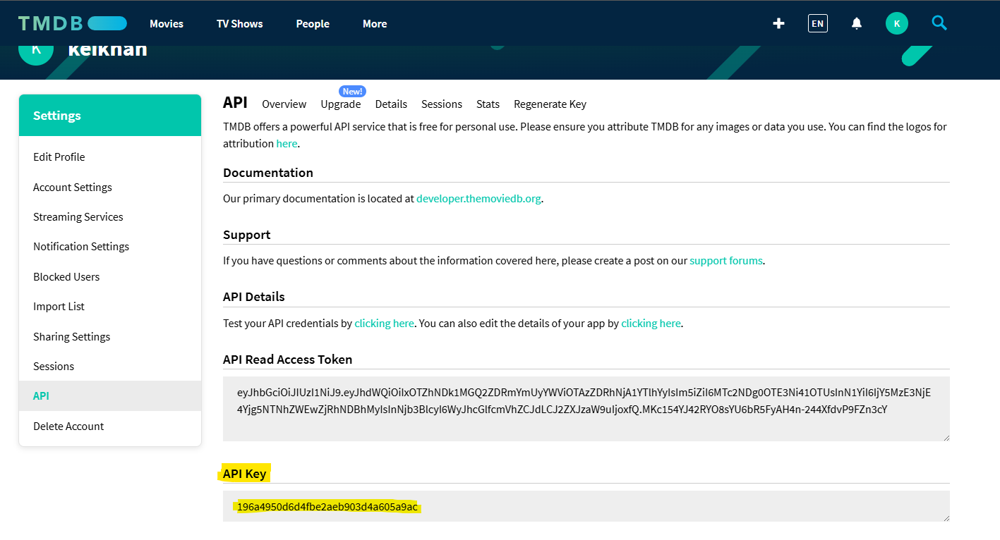 TMDB Movies TV Shows People More EN K
K keikhan
Settings
Edit Profile
Account Settings
Streaming Services
Notification Settings
Blocked Users
Import List
Sharing Settings
Sessions
API
Delete Account
New!
API Overview Upgrade Details Sessions Stats Regenerate Key
TMDB offers a powerful API service that is free for personal use. Please ensure you attribute TMDB for any images or data you use. You can find the logos for
attribution here.
Documentation
Our primary documentation is located at developer.themoviedb.org.
Support
If you have questions or comments about the information covered here, please create a post on our support forums.
API Details
Test your API credentials by clicking here. You can also edit the details of your app by clicking here.
API Read Access Token
eyJhbGciOiJIUzI1NiJ9.eyJhdWQiOiIxOTZhNDk1MGQ2ZDRmYmUyYWViOTAzZDRhNjA1YTlhYyIsIm5iZiI6MTc2NDg0OTE3Ni41OTUsInN1YiI6IjY5MzE3NjE
4Yjg5NTNhZWEwZjRhNDBhMyIsInNjb3BlcyI6WyJhcGlfcmVhZCJdLCJ2ZXJzaW9uIjoxfQ.MKc154YJ42RYO8sYU6bR5FyAH4n-244XfdvP9FZn3cY
API Key
196a4950d6d4fbe2aeb903d4a605a9ac